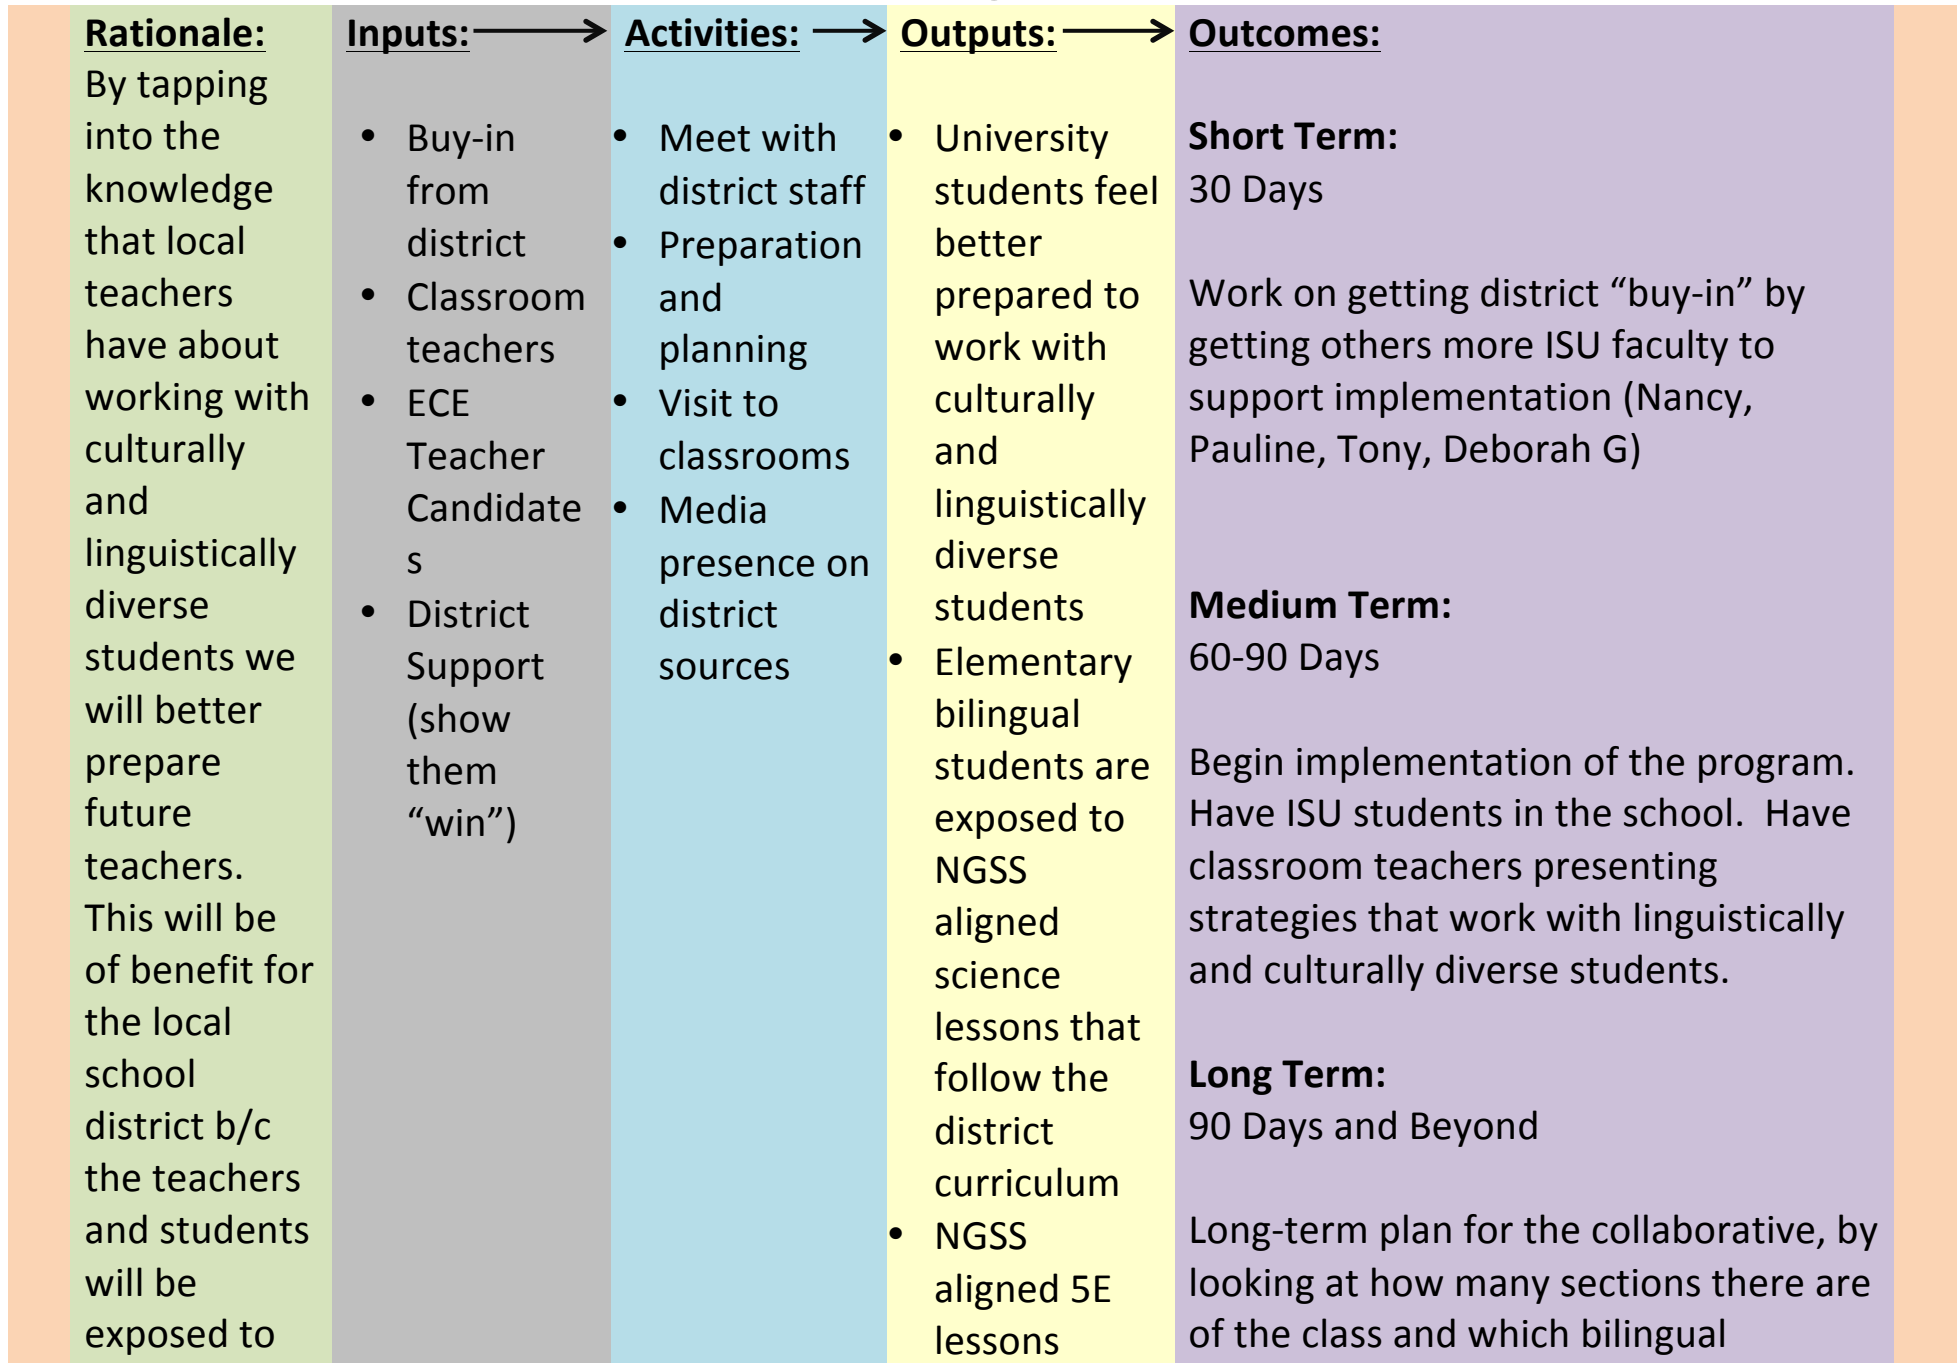 Rationale:
By tapping
into the
knowledge
that local
teachers
have about
working with
culturally
and
linguistically
diverse
students we
will better
prepare
future
teachers.
This will be
of benefit for
the local
school
district b/c
the teachers
and students
will be
exposed to
Inputs:
• Buy-in
from
district
• Classroom
teachers
• ECE
Teacher
Candidate
s
• District
Support
(show
them
“win”)
Activities:
• Meet with
district staff
• Preparation
and
planning
• Visit to
classrooms
• Media
presence on
district
sources
Outputs:
• University
students feel
better
prepared to
work with
culturally
and
linguistically
diverse
students
• Elementary
bilingual
students are
exposed to
NGSS
aligned
science
lessons that
follow the
district
curriculum
• NGSS
aligned 5E
lessons
Outcomes:
Short Term:
30 Days
Work on getting district “buy-in” by
getting others more ISU faculty to
support implementation (Nancy,
Pauline, Tony, Deborah G)
Medium Term:
60-90 Days
Begin implementation of the program.
Have ISU students in the school.  Have
classroom teachers presenting
strategies that work with linguistically
and culturally diverse students.
Long Term:
90 Days and Beyond
Long-term plan for the collaborative, by
looking at how many sections there are
of the class and which bilingual